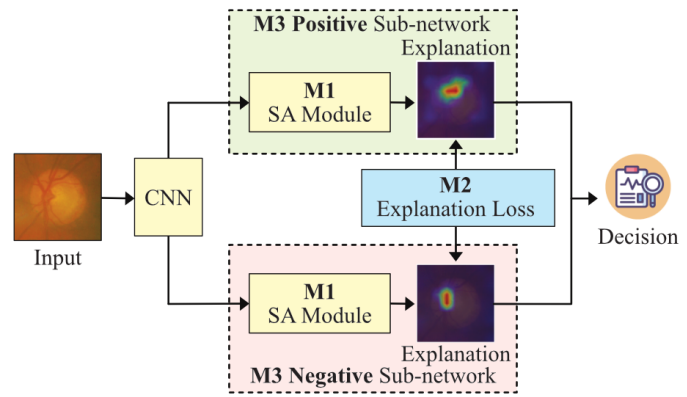 M3 Positive Sub-network
Explanation
M1
SA Module
CNN
Input
M2
Explanation Loss
Decision
M1
SA Module
Explanation
M3 Negative Sub-network